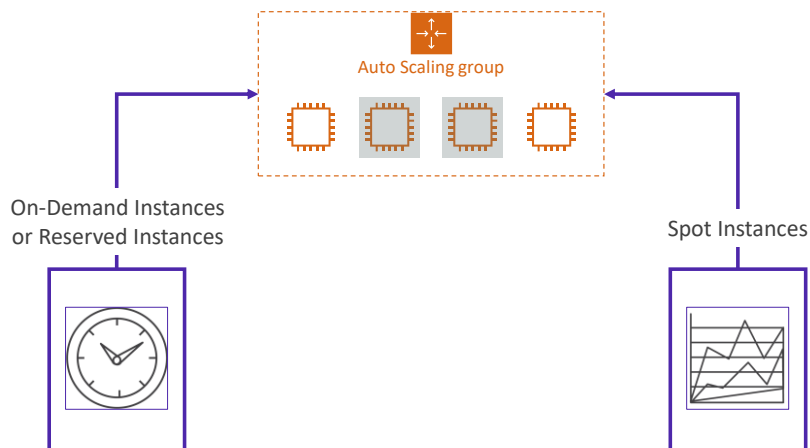 Auto Scaling group
On-Demand Instances
or Reserved Instances
Spot Instances